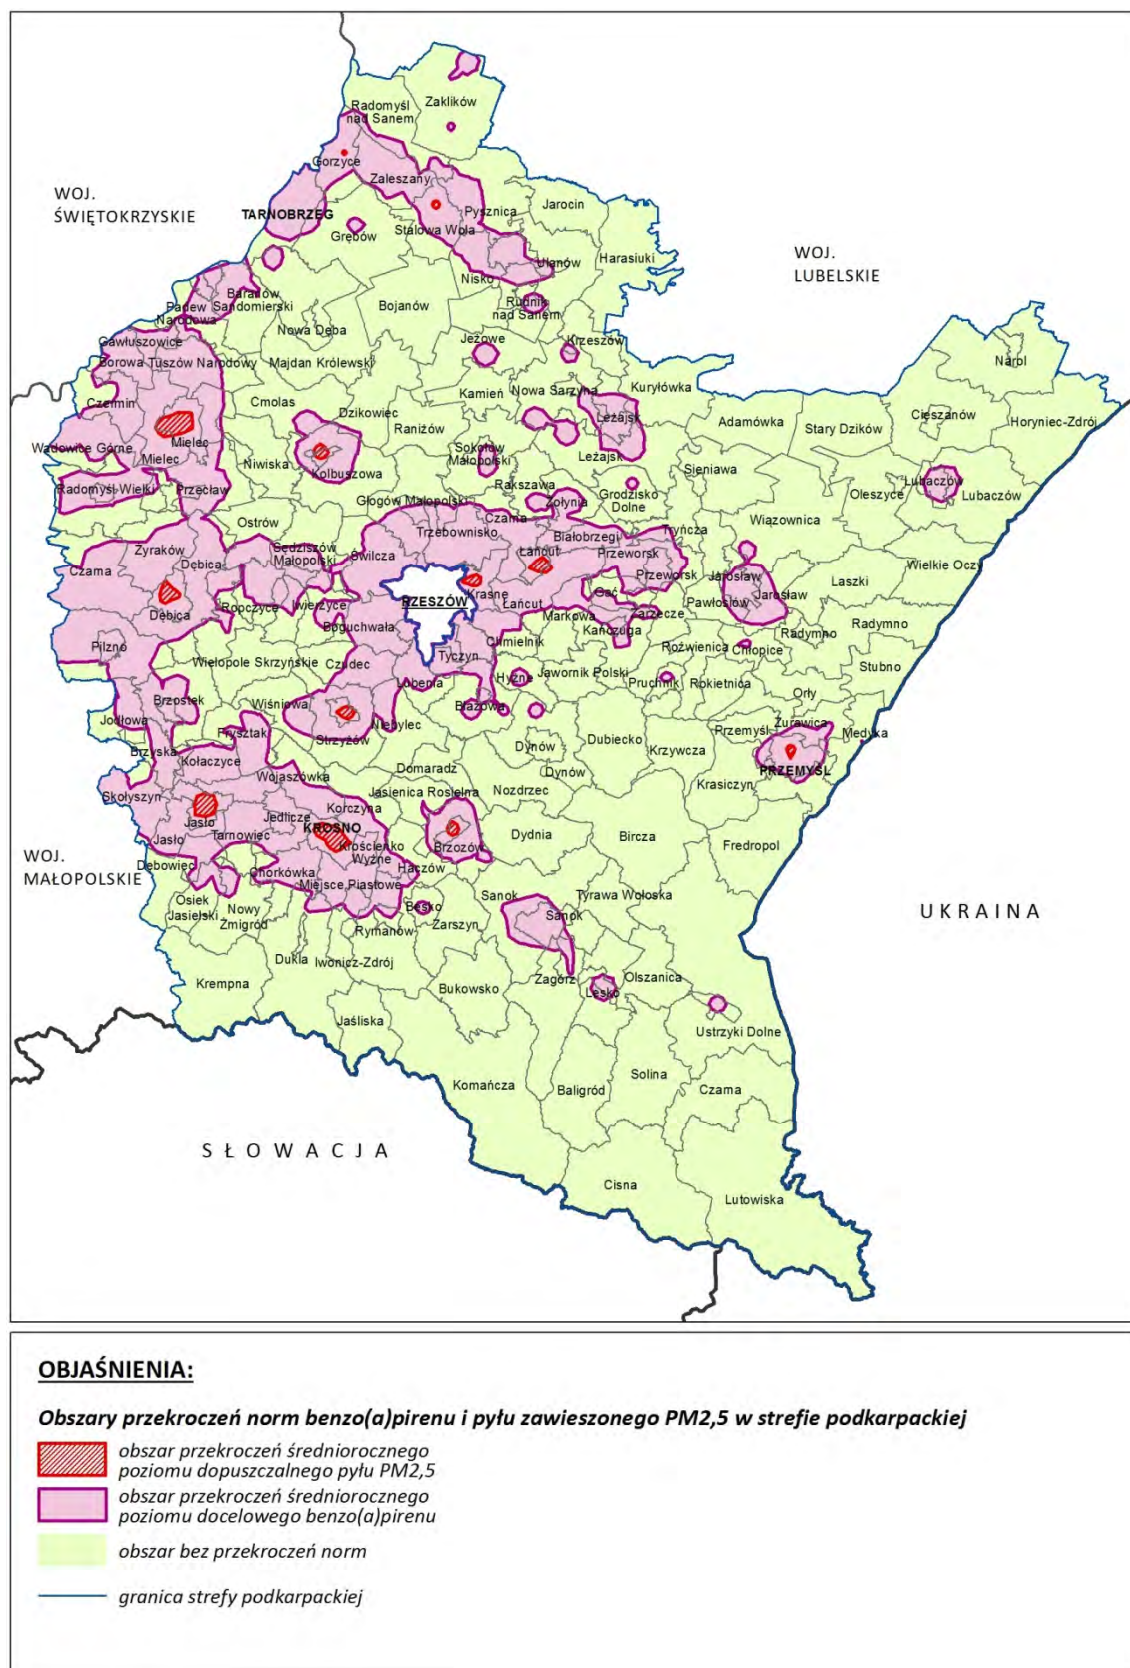 Radomyśl
nad Sanem
Zaklików
Gorzyce
Zaleszany
WOJ.
ŚWIĘTOKRZYSKIE
TARNOBRZEG
Pysznica
Jarocin
Grębów
Stalowa Wola
WOJ.
LUBELSKIE
Ulanów
Harasiuki
Nisko
Baranów
Sandomierski
Bojanów
Rudnik
nad Sanem
Padew
Narodowa
Nowa Dęba
Gawłuszowice
Jeżowe
Krzeszów
Borowa
Tuszów Narodowy
Majdan Królewski
Narol
Czermin
Cmolas
Kamień
Nowa Sarzyna
Kuryłówka
Dzikowiec
Raniżów
Leżajsk
Adamówka
Stary Dzików
Cieszanów
Horyniec-Zdrój
Wadowice Górne
Mielec
Mielec
Niwiska
Kolbuszowa
Sokołów
Małopolski
Leżajsk
Sieniawa
Radomyśl Wielki
Przecław
Rakszawa
Grodzisko
Dolne
Oleszyce
Lubaczów
Lubaczów
Głogów Małopolski
Żołynia
Ostrów
Czarna
Wiązownica
Trzebownisko
Białobrzegi
Tryńcza
Żyraków
Dębica
Sędziszów
Małopolski
Świlcza
Łańcut
Przeworsk
Przeworsk
Wielkie Oczy
Czarna
Jarosław
Jarosław
Laszki
Krasne
RZESZÓW
Łańcut
Gać
Dębica
Ropczyce
Iwierzyce
Markowa
Zarzecze
Pawłosiów
Boguchwała
Kańczuga
Radymno
Radymno
Pilzno
Chmielnik
Roźwienica
Chłopice
Tyczyn
Stubno
Wielopole Skrzyńskie
Czudec
Lubenia
Hyżne
Jawornik Polski
Pruchnik
Rokietnica
Orły
Brzostek
Wiśniowa
Błażowa
Jodłowa
Niebylec
Żurawica
Medyka
Frysztak
Strzyżów
Dynów
Dubiecko
Krzywcza
Przemyśl
Brzyska
Kołaczyce
Domaradz
Dynów
PRZEMYŚL
Wojaszówka
Krasiczyn
Skołyszyn
Jasienica Rosielna
Nozdrzec
Korczyna
Jasło
Jedlicze
KROSNO
Tarnowiec
Krościenko
Wyżne
Brzozów
Dydnia
Bircza
Fredropol
Jasło
WOJ.
MAŁOPOLSKIE
Dębowiec
Chorkówka
Haczów
Miejsce Piastowe
Osiek
Jasielski
Nowy
Żmigród
Besko
Sanok
Sanok
Tyrawa Wołoska
UKRAINA
Zarszyn
Rymanów
Dukla
Iwonicz-Zdrój
Zagórz
Olszanica
Krempna
Lesko
Bukowsko
Jaśliska
Ustrzyki Dolne
Solina
Komańcza
Baligród
Czarna
SŁOWACJA
Cisna
Lutowiska
OBJAŚNIENIA:
Obszary przekroczeń norm benzo(a)pirenu i pyłu zawieszonego PM2,5 w strefie podkarpackiej
obszar przekroczeń średniorocznego
poziomu dopuszczalnego pyłu PM2,5
obszar przekroczeń średniorocznego
poziomu docelowego benzo(a)pirenu
obszar bez przekroczeń norm
granica strefy podkarpackiej